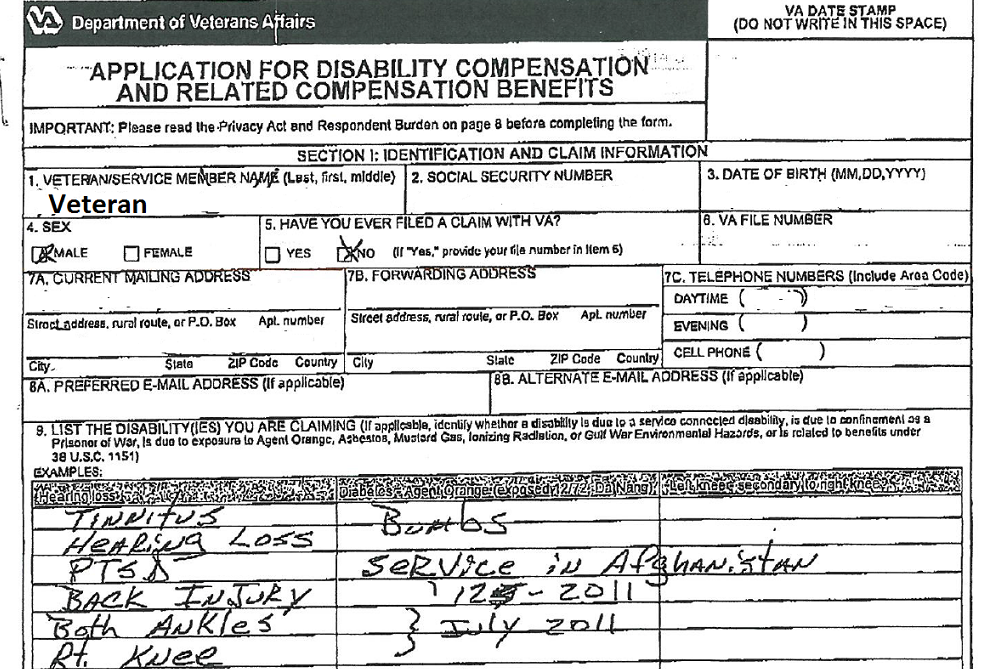 VA Department of Veterans Affairs
VA DATE STAMP
(DO NOT WRITE IN THIS SPACE)
APPLICATION FOR DISABILITY COMPENSATION
AND RELATED COMPENSATION BENEFITS
IMPORTANT: Please read the Privacy Act and Respondent Burden on page 8 before completing the form.
SECTION I: IDENTIFICATION AND CLAIM INFORMATION
1. VETERAN/SERVICE MEMBER NAME (Last, first, middle)
Veteran
2. SOCIAL SECURITY NUMBER
3. DATE OF BIRTH (MM,DD,YYYY)
4. SEX
MALE FEMALE
5. HAVE YOU EVER FILED A CLAIM WITH VA?
YES NO (If "Yes," provide your file number in Item 6)
6. VA FILE NUMBER
7A. CURRENT MAILING ADDRESS
Street address, rural route, or P.O. Box Apt. number
City State ZIP Code Country
7B. FORWARDING ADDRESS
Street address, rural route, or P.O. Box Apt. number
City State ZIP Code Country
7C. TELEPHONE NUMBERS (Include Area Code)
DAYTIME ( )
EVENING ( )
CELL PHONE ( )
8A. PREFERRED E-MAIL ADDRESS (If applicable)
8B. ALTERNATE E-MAIL ADDRESS (If applicable)
9. LIST THE DISABILITY(IES) YOU ARE CLAIMING (If applicable, identify whether a disability is due to a service connected disability, is due to confinement as a
Prisoner of War, is due to exposure to Agent Orange, Asbestos, Mustard Gas, Ionizing Radiation, or Gulf War Environmental Hazards, or is related to benefits under
38 U.S.C. 1151)
EXAMPLES:
Hearing loss Diabetes - Agent Orange (exposed 12/72, Da Nang) Left knee secondary to right knee
TINNITUS
HEARING LOSS BOMbS
PTSD SERVICE in AfghANiSTAN
BACK INJURY - 2011
Both ANKLES } July 2011
Rt. KNEE